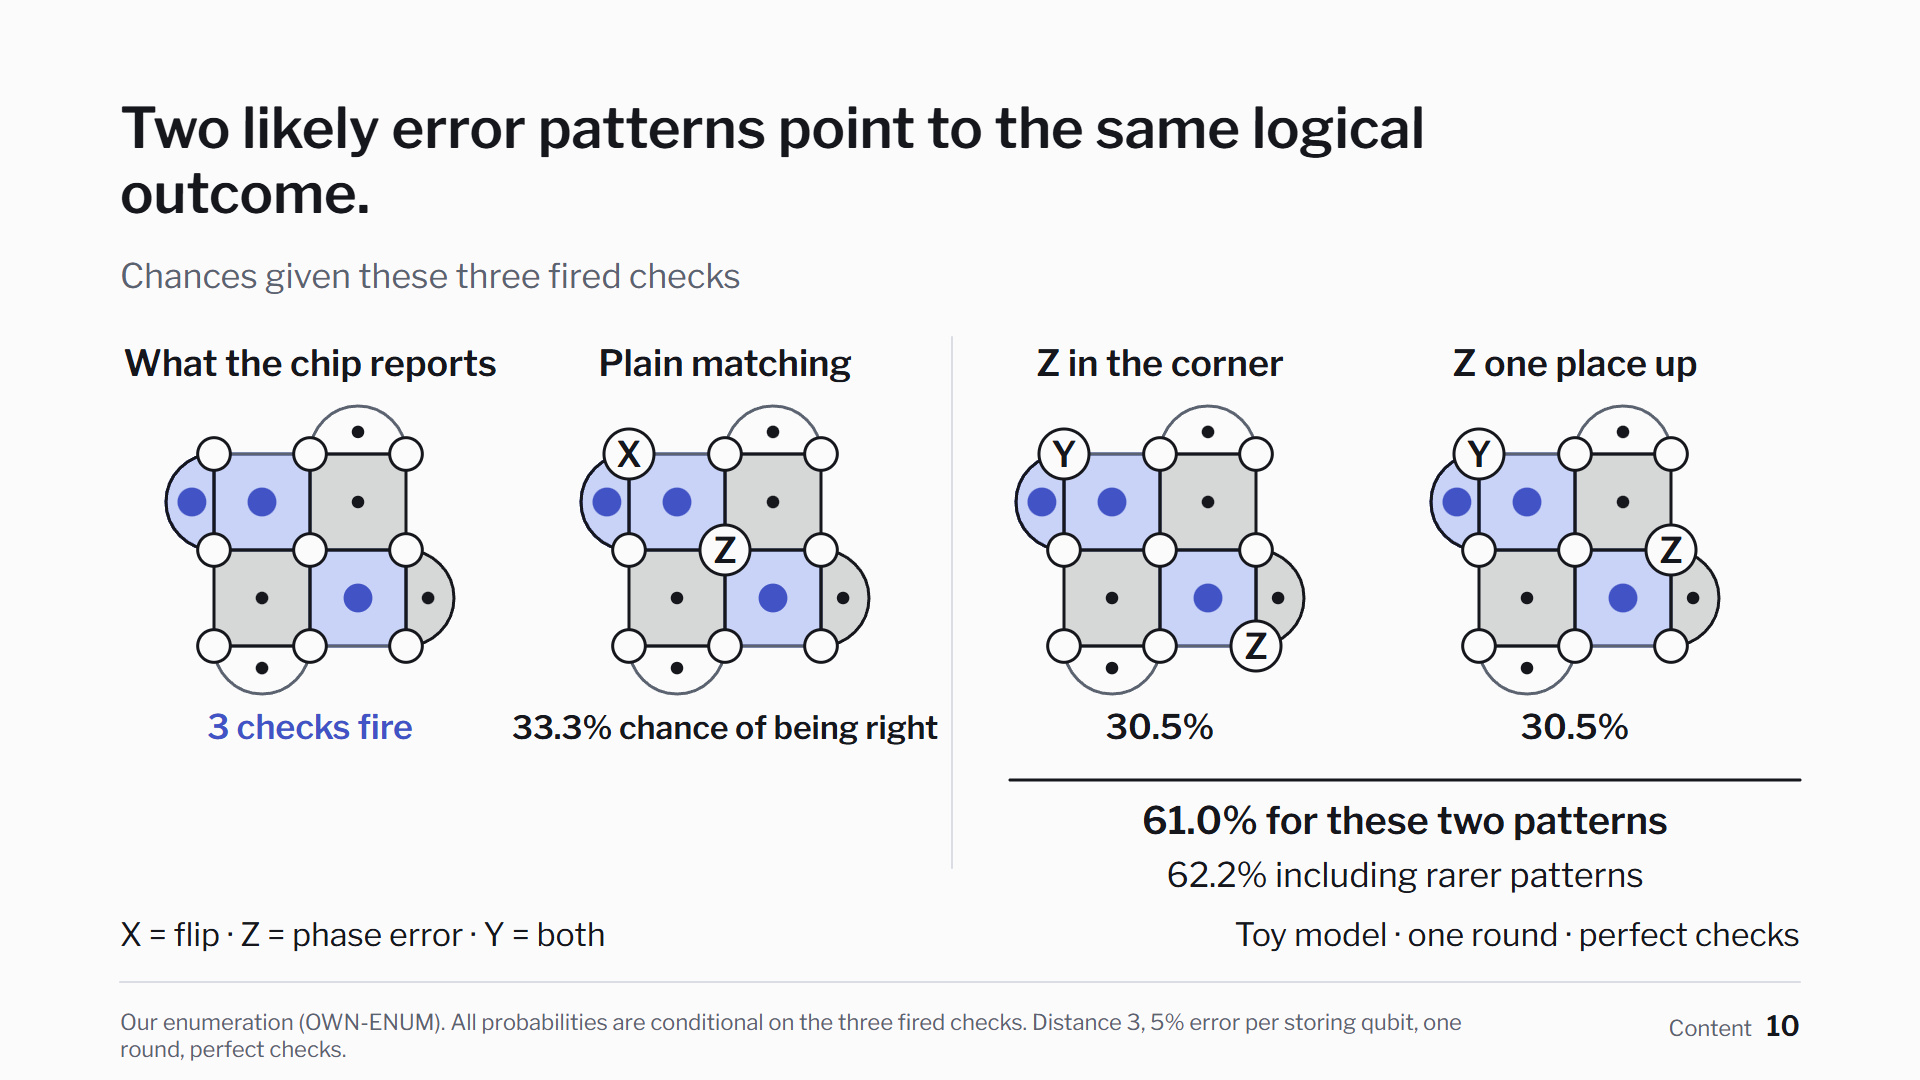 Two likely error patterns point to the same logical
outcome.
Chances given these three fired checks
What the chip reports
Plain matching
Z in the corner
Z one place up
X
Z
Y
Z
Y
Z
3 checks fire
33.3% chance of being right
30.5%
30.5%
61.0% for these two patterns
62.2% including rarer patterns
X = flip · Z = phase error · Y = both
Toy model · one round · perfect checks
Our enumeration (OWN-ENUM). All probabilities are conditional on the three fired checks. Distance 3, 5% error per storing qubit, one
round, perfect checks.
Content 10